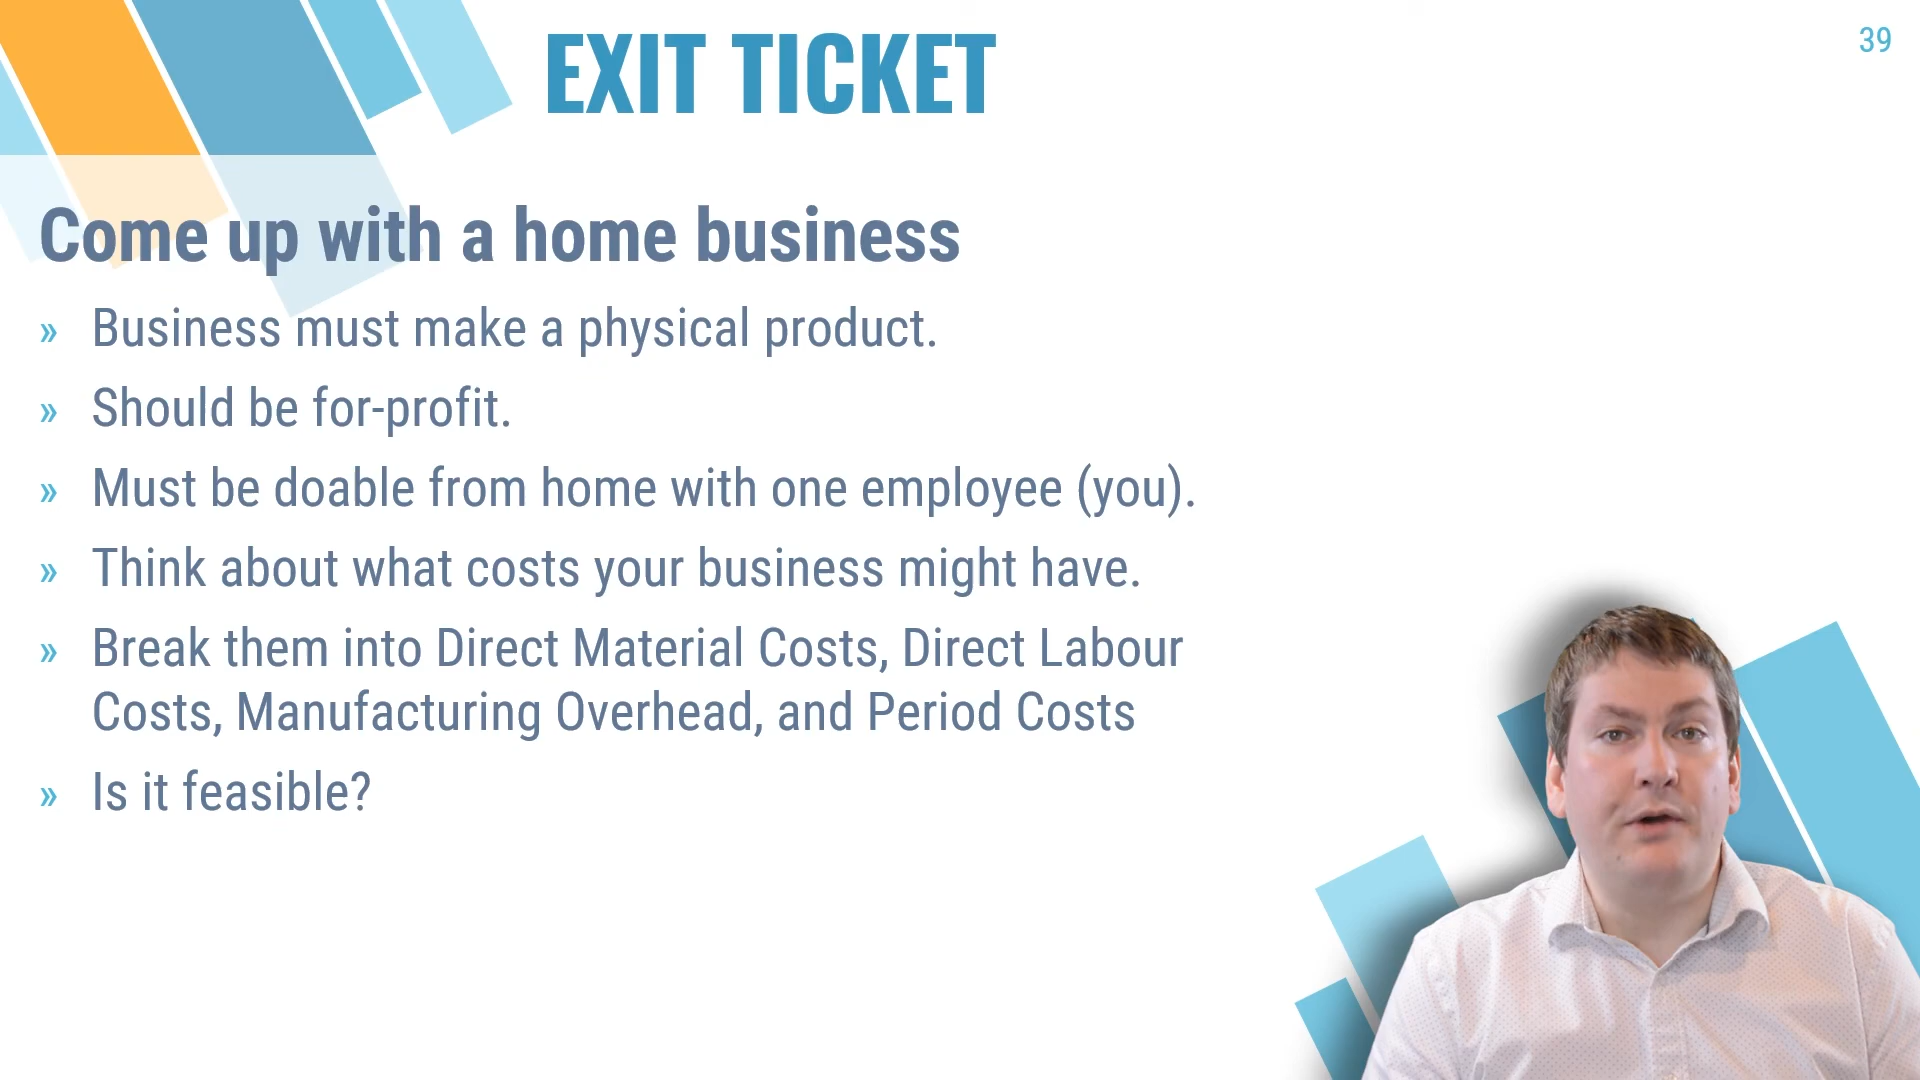 EXIT TICKET
39
Come up with a home business
» Business must make a physical product.
» Should be for-profit.
» Must be doable from home with one employee (you).
» Think about what costs your business might have.
» Break them into Direct Material Costs, Direct Labour
Costs, Manufacturing Overhead, and Period Costs
» Is it feasible?